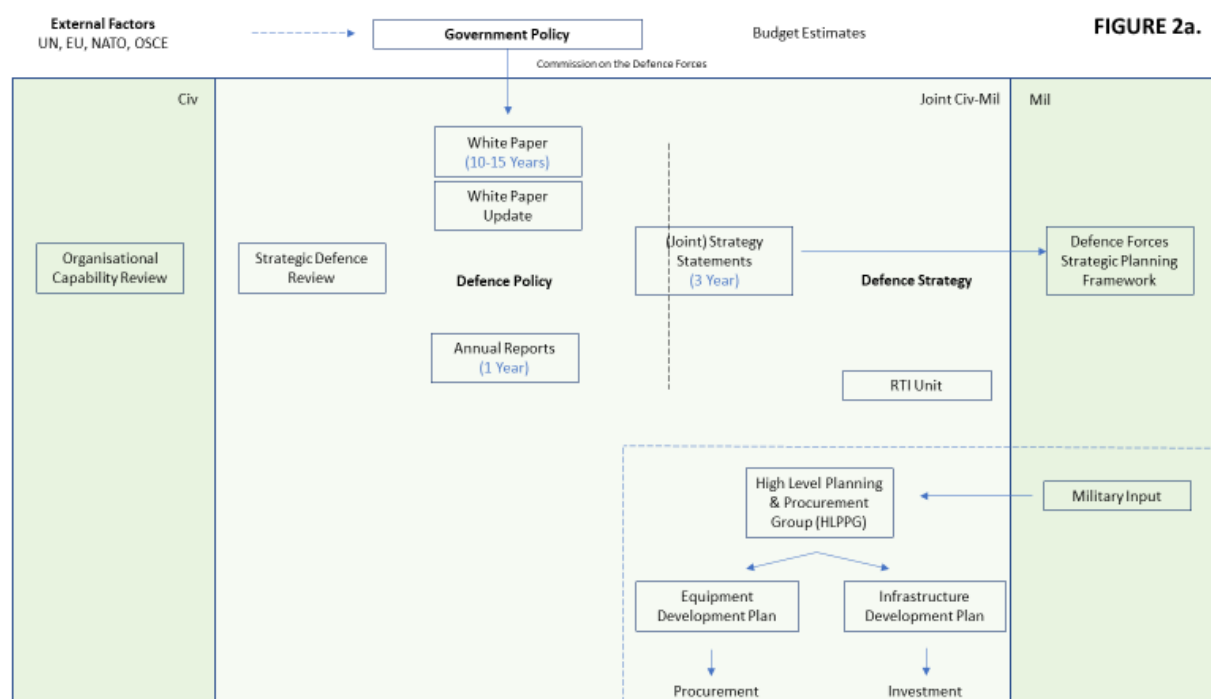 External Factors
UN, EU, NATO, OSCE
Government Policy
Budget Estimates
FIGURE 2a.
Commission on the Defence Forces
Civ
Joint Civ-Mil
Mil
White Paper
(10-15 Years)
White Paper
Update
Organisational
Capability Review
Strategic Defence
Review
Defence Policy
(Joint) Strategy
Statements
(3 Year)
Defence Strategy
Defence Forces
Strategic Planning
Framework
Annual Reports
(1 Year)
RTI Unit
High Level Planning
& Procurement
Group (HLPPG)
Military Input
Equipment
Development Plan
Infrastructure
Development Plan
Procurement
Investment